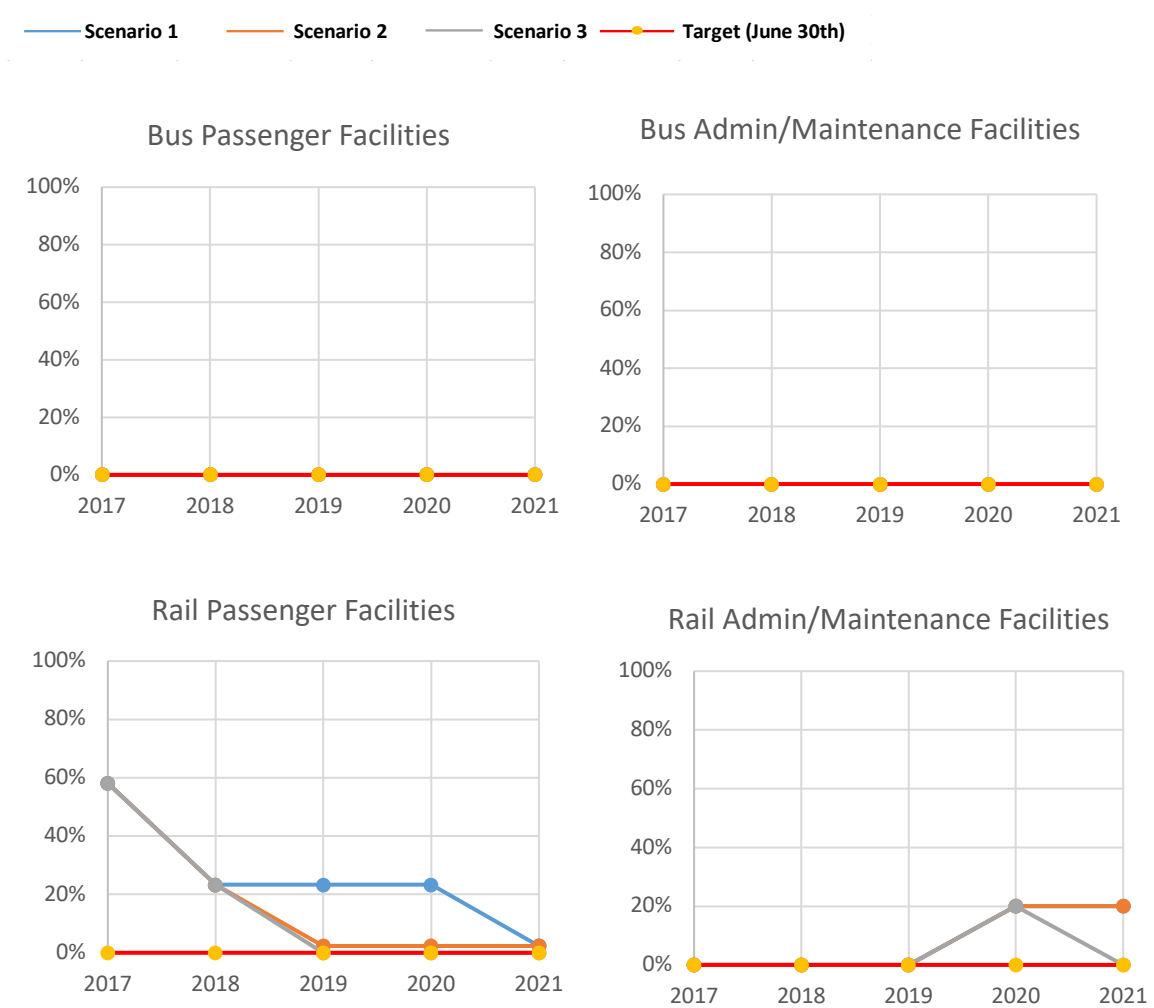 Scenario 1 Scenario 2 Scenario 3 Target (June 30th)
Bus Passenger Facilities
100%
80%
60%
40%
20%
0%
2017 2018 2019 2020 2021
Bus Admin/Maintenance Facilities
100%
80%
60%
40%
20%
0%
2017 2018 2019 2020 2021
Rail Passenger Facilities
100%
80%
60%
40%
20%
0%
2017 2018 2019 2020 2021
Rail Admin/Maintenance Facilities
100%
80%
60%
40%
20%
0%
2017 2018 2019 2020 2021